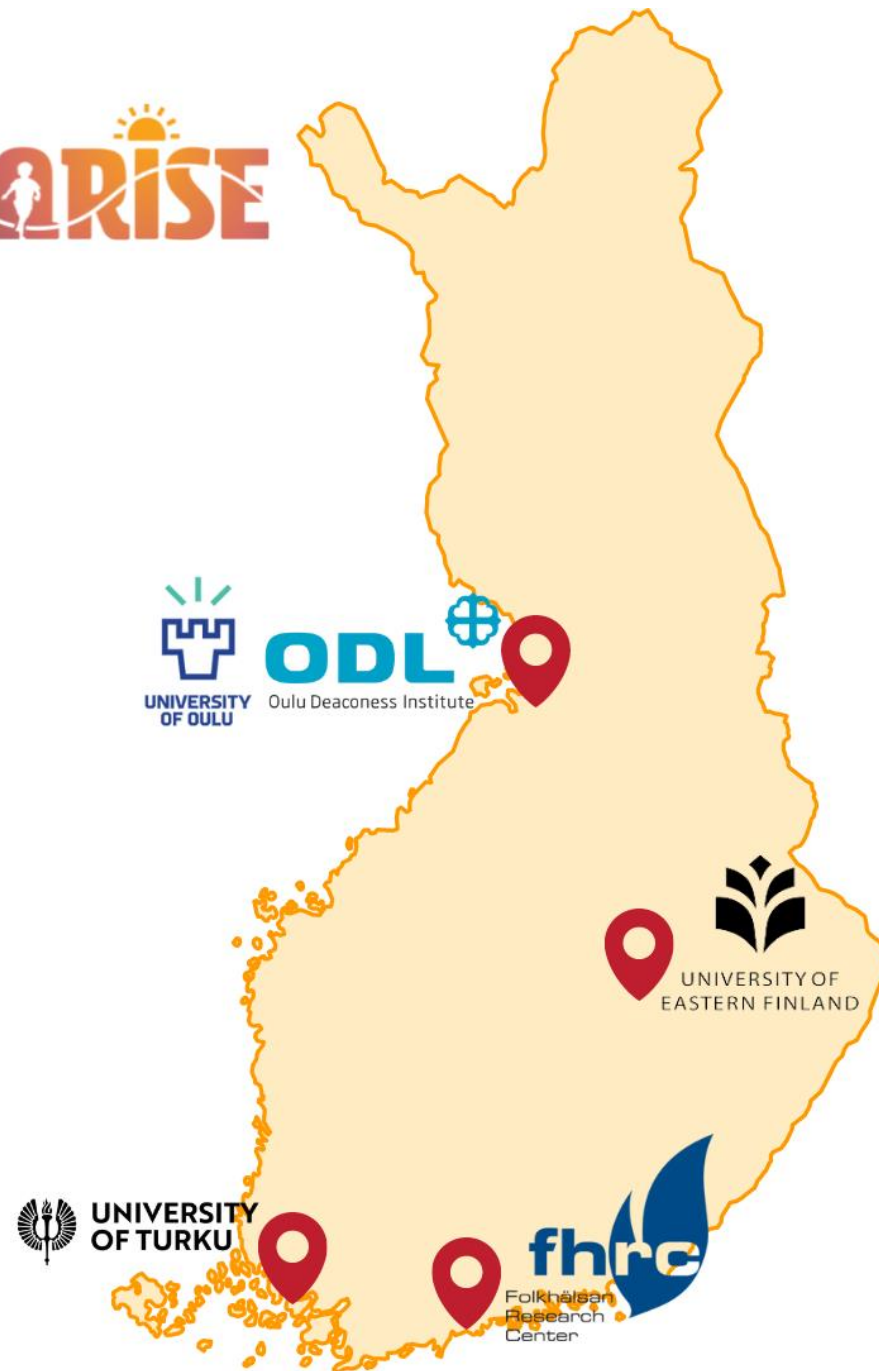 ARISE
UNIVERSITY
OF OULU
ODL
Oulu Deaconess Institute
UNIVERSITY OF
EASTERN FINLAND
UNIVERSITY
OF TURKU
fhrc
Folkhälsan
Research
Center